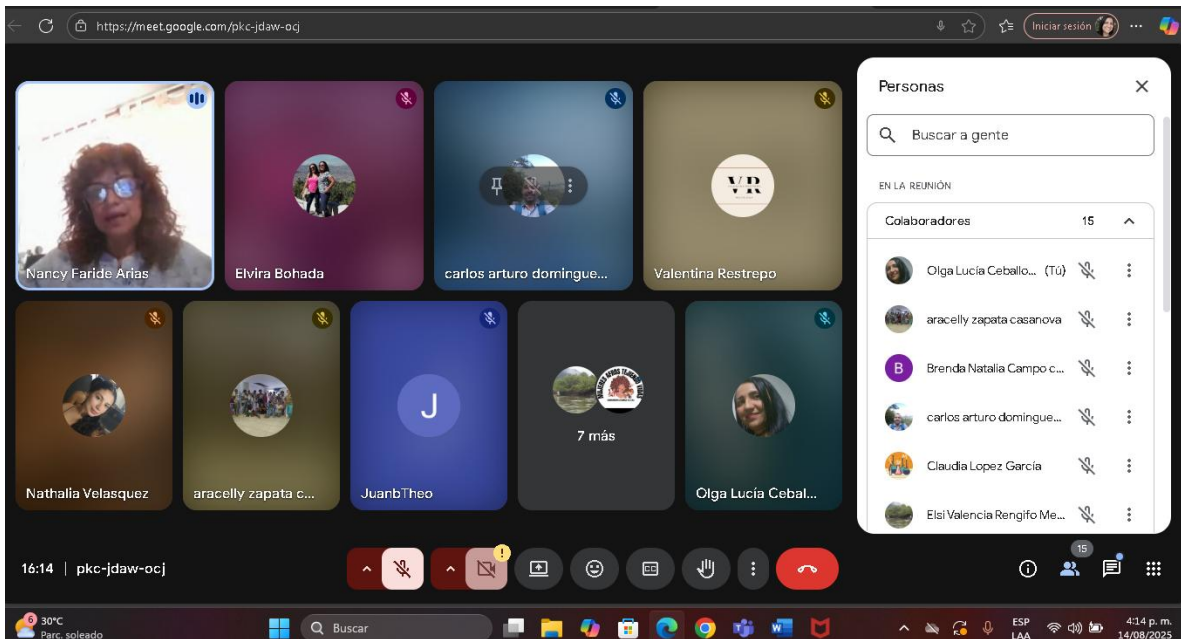 https://meet.google.com/pkc-jdaw-ocj
Iniciar sesión
Nancy Faride Arias
Elvira Bohada
carlos arturo domingue...
VR
Valentina Restrepo
Nathalia Velasquez
aracelly zapata c...
J
JuanbTheo
7 más
Olga Lucía Cebal...
Personas
Buscar a gente
EN LA REUNIÓN
Colaboradores 15
Olga Lucía Ceballo... (Tú)
aracelly zapata casanova
B
Brenda Natalia Campo c...
carlos arturo domingue...
Claudia Lopez García
Elsi Valencia Rengifo Me...
16:14 | pkc-jdaw-ocj
!
15
6
30°C
Parc. soleado
Buscar
ESP
LAA
4:14 p. m.
14/08/2025